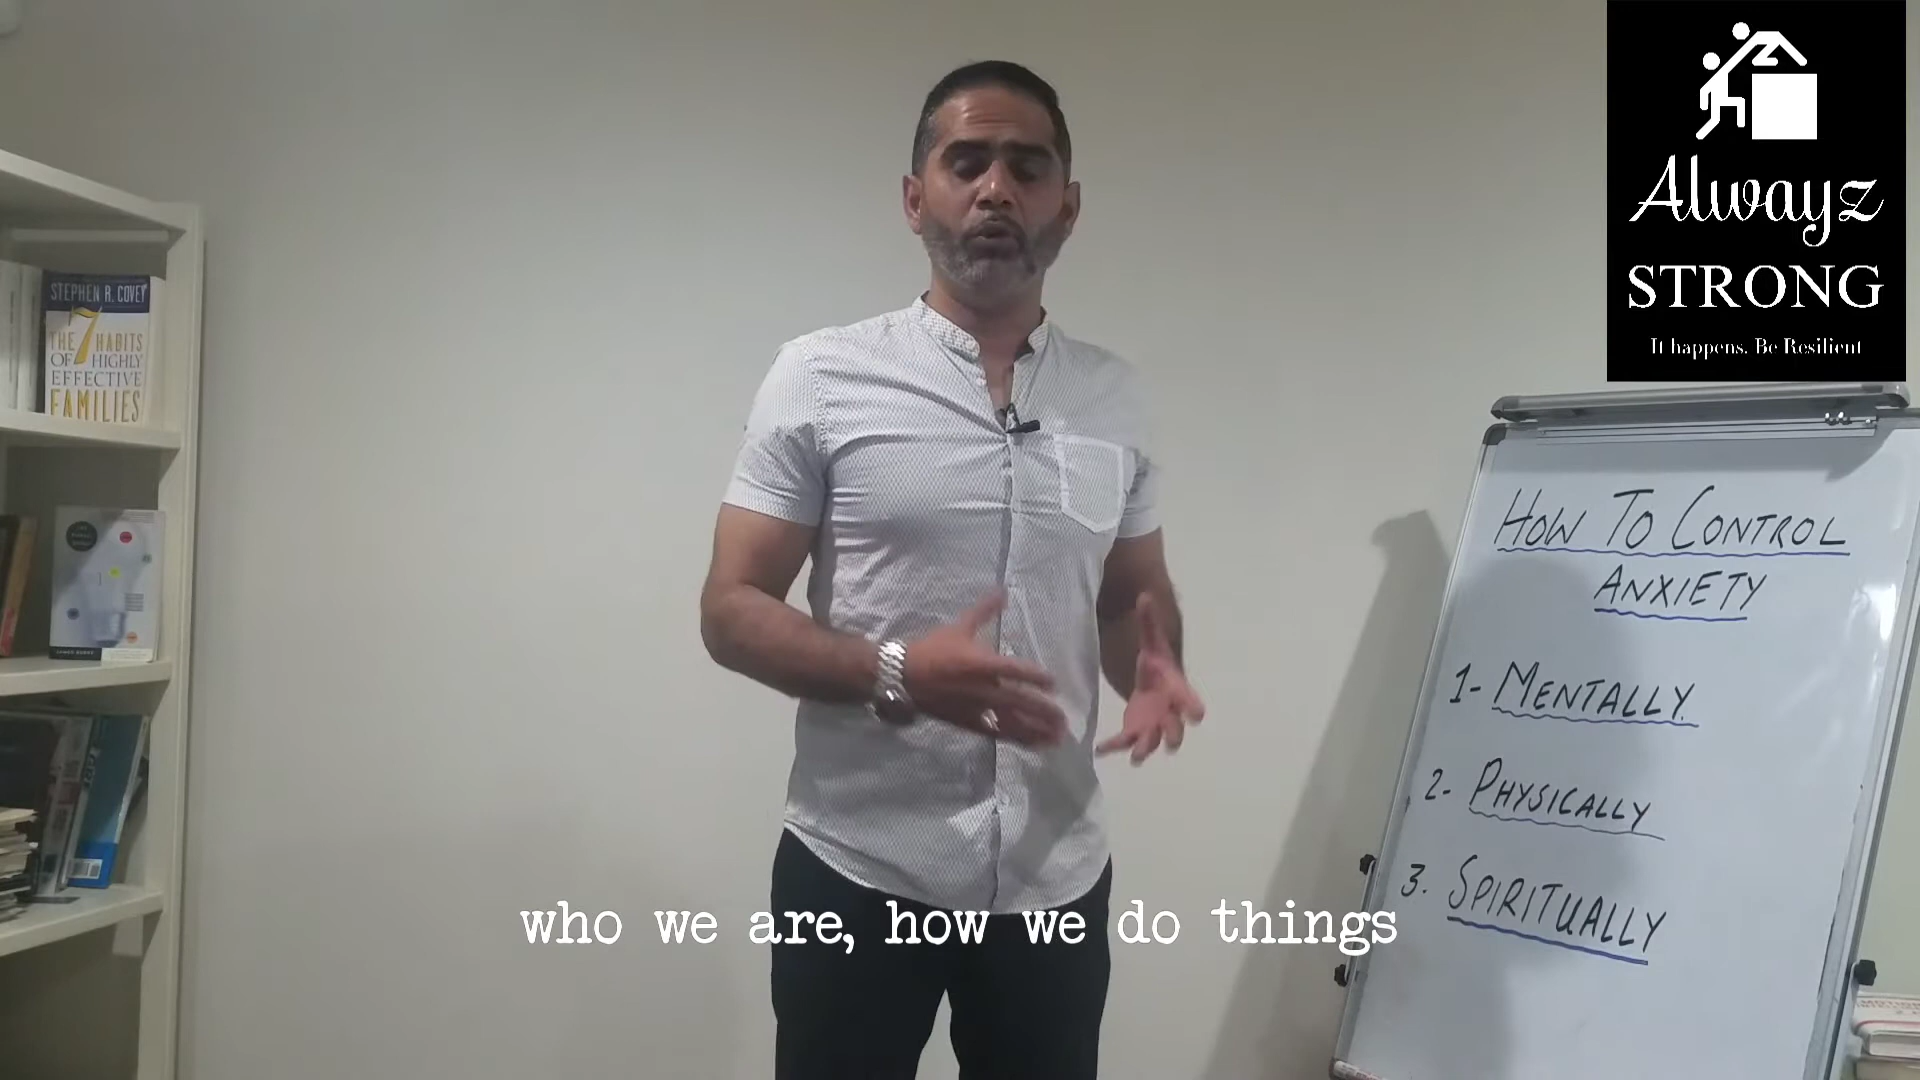 Alwayz
STRONG
It happens. Be Resilient
STEPHEN R. COVEY
THE 7 HABITS
OF HIGHLY
EFFECTIVE
FAMILIES
HOW TO CONTROL
ANXIETY
1- MENTALLY
2- PHYSICALLY
3. SPIRITUALLY
who we are, how we do things